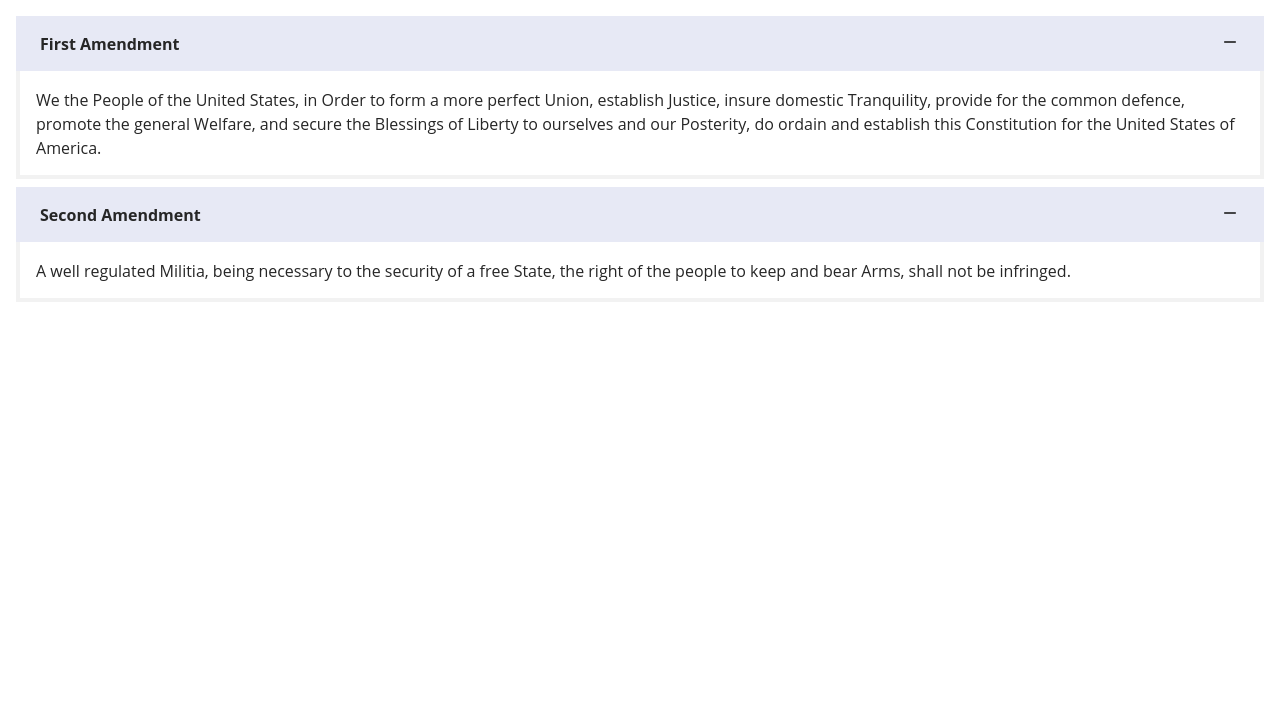 First Amendment
We the People of the United States, in Order to form a more perfect Union, establish Justice, insure domestic Tranquility, provide for the common defence,
promote the general Welfare, and secure the Blessings of Liberty to ourselves and our Posterity, do ordain and establish this Constitution for the United States of
America.
Second Amendment
A well regulated Militia, being necessary to the security of a free State, the right of the people to keep and bear Arms, shall not be infringed.